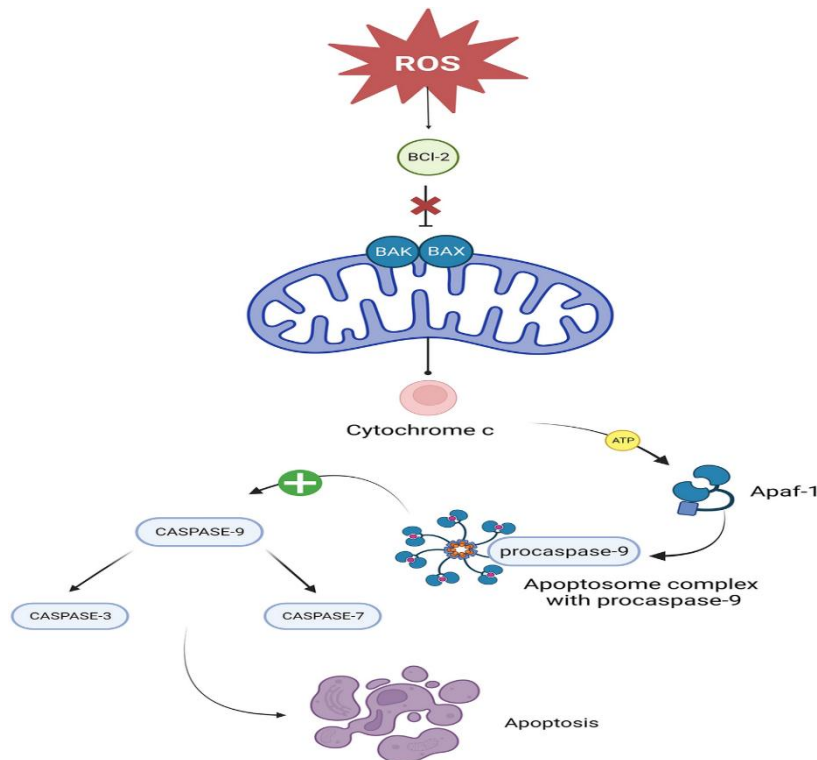 ROS
BCI-2
BAK BAX
Cytochrome c
ATP
Apaf-1
CASPASE-9
procaspase-9
Apoptosome complex
with procaspase-9
CASPASE-3
CASPASE-7
Apoptosis